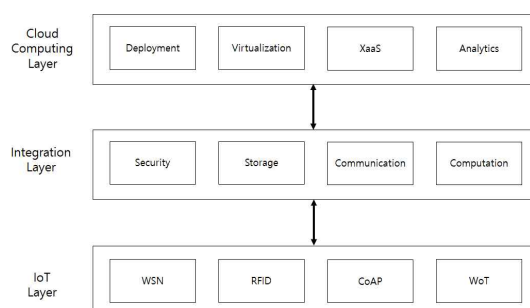 Cloud
Computing
Layer
Deployment
Virtualization
XaaS
Analytics
Integration
Layer
Security
Storage
Communication
Computation
IoT
Layer
WSN
RFID
CoAP
WoT